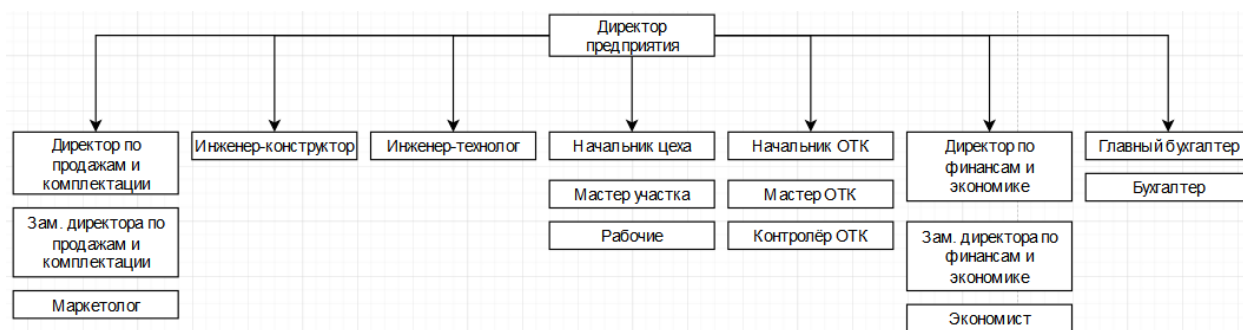 Директор
предприятия
Директор по
продажам и
комплектации
Зам. директора по
продажам и
комплектации
Маркетолог
Инженер-конструктор
Инженер-технолог
Начальник цеха
Мастер участка
Рабочие
Начальник ОТК
Мастер ОТК
Контролёр ОТК
Директор по
финансам и
экономике
Зам. директора по
финансам и
экономике
Экономист
Главный бухгалтер
Бухгалтер